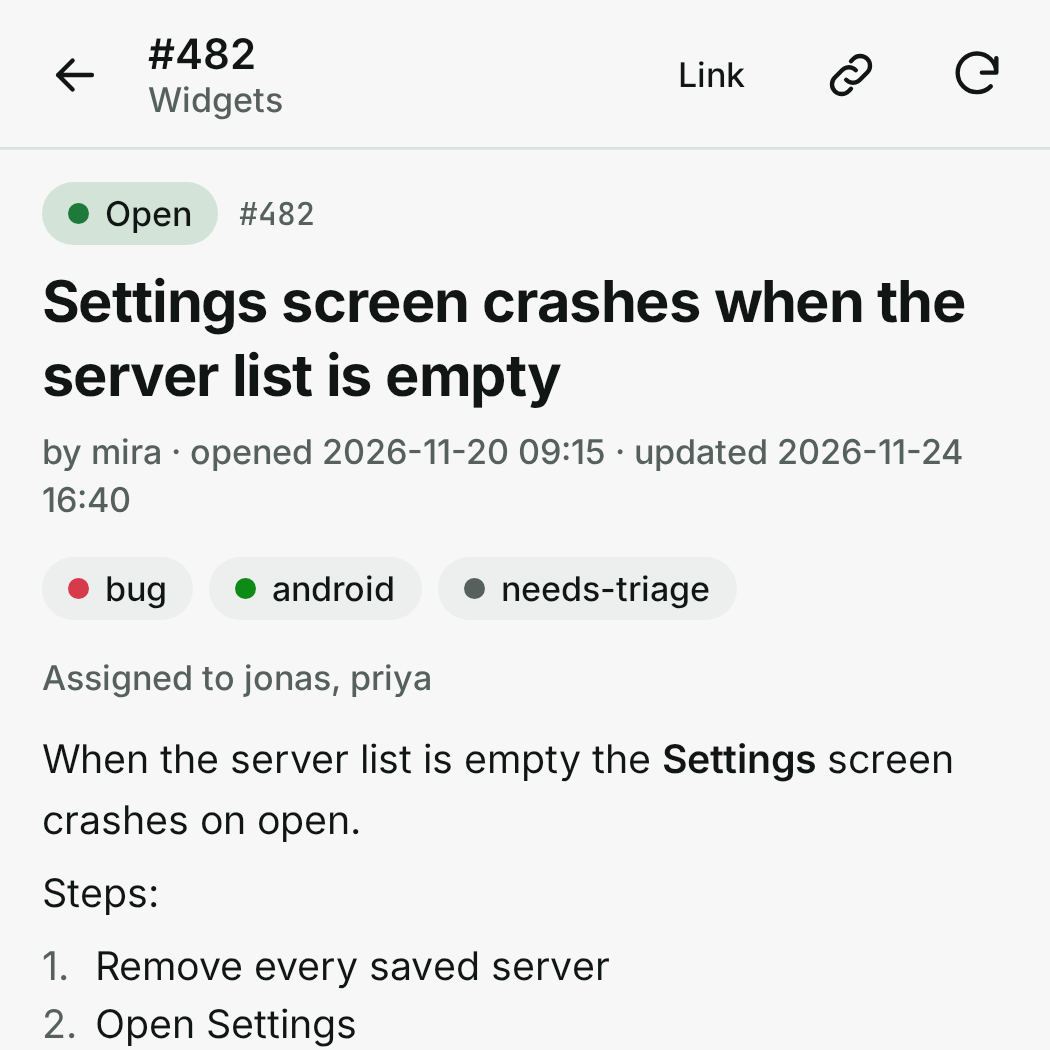 #482
Widgets
Link
Open #482
Settings screen crashes when the
server list is empty
by mira · opened 2026-11-20 09:15 · updated 2026-11-24
16:40
bug android needs-triage
Assigned to jonas, priya
When the server list is empty the Settings screen
crashes on open.
Steps:
1. Remove every saved server
2. Open Settings